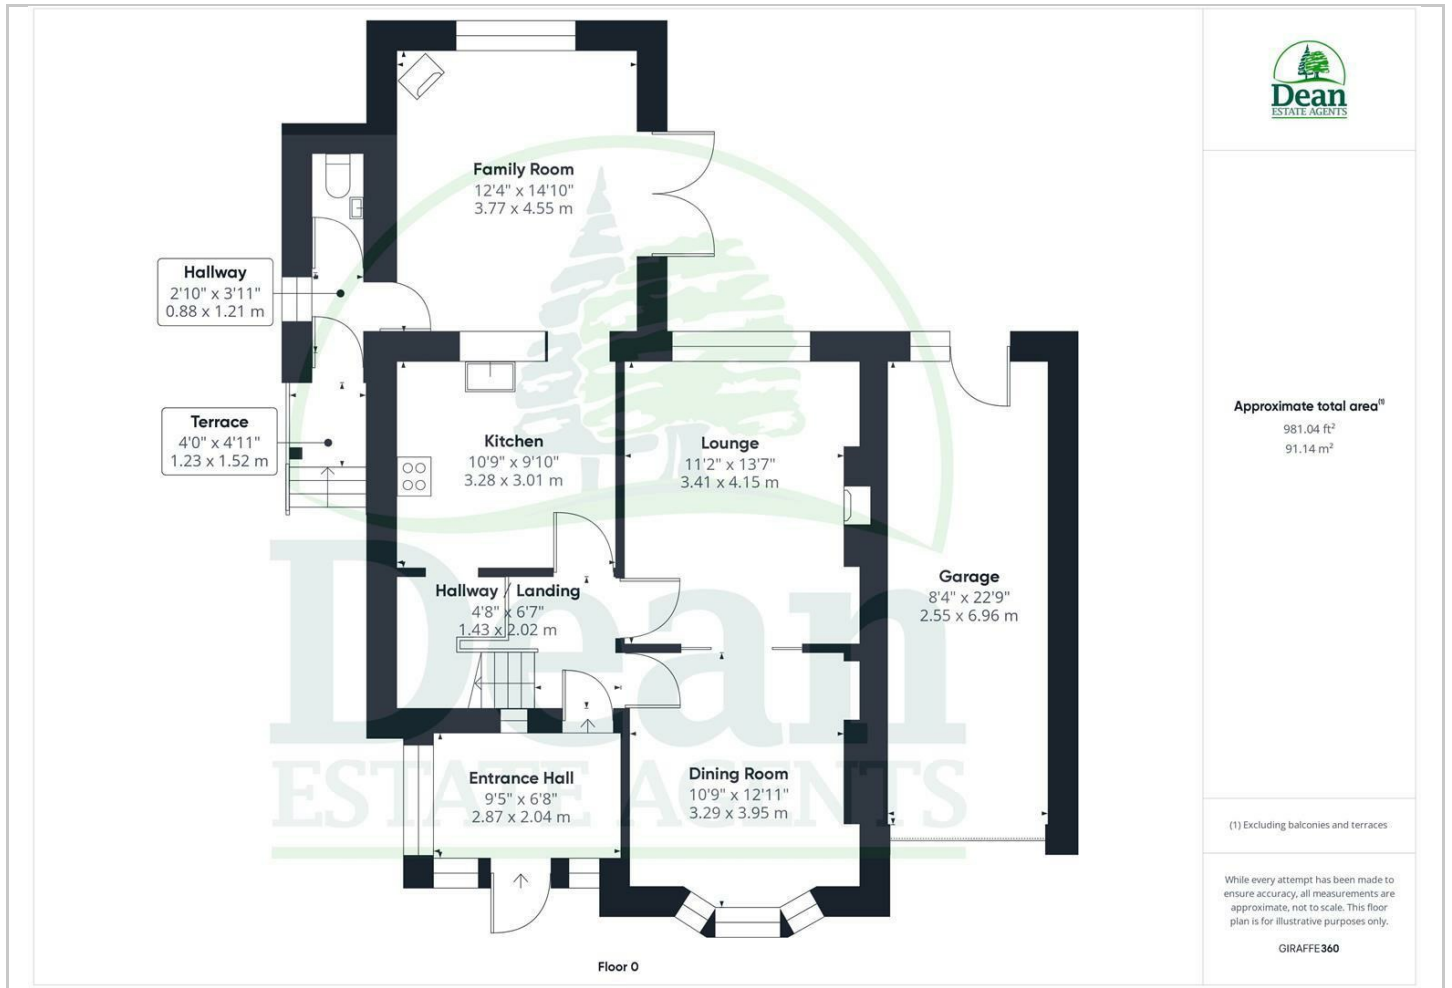 Dean
ESTATE AGENTS
Family Room
12'4" x 14'10"
3.77 x 4.55 m
Hallway
2'10" x 3'11"
0.88 x 1.21 m
Terrace
4'0" x 4'11"
1.23 x 1.52 m
Kitchen
10'9" x 9'10"
3.28 x 3.01 m
Lounge
11'2" x 13'7"
3.41 x 4.15 m
Hallway / Landing
4'8" x 6'7"
1.43 x 2.02 m
Garage
8'4" x 22'9"
2.55 x 6.96 m
Entrance Hall
9'5" x 6'8"
2.87 x 2.04 m
Dining Room
10'9" x 12'11"
3.29 x 3.95 m
Floor 0
Dean
ESTATE AGENTS
Approximate total area⁽¹⁾
981.04 ft²
91.14 m²
(1) Excluding balconies and terraces
While every attempt has been made to
ensure accuracy, all measurements are
approximate, not to scale. This floor
plan is for illustrative purposes only.
GIRAFFE360